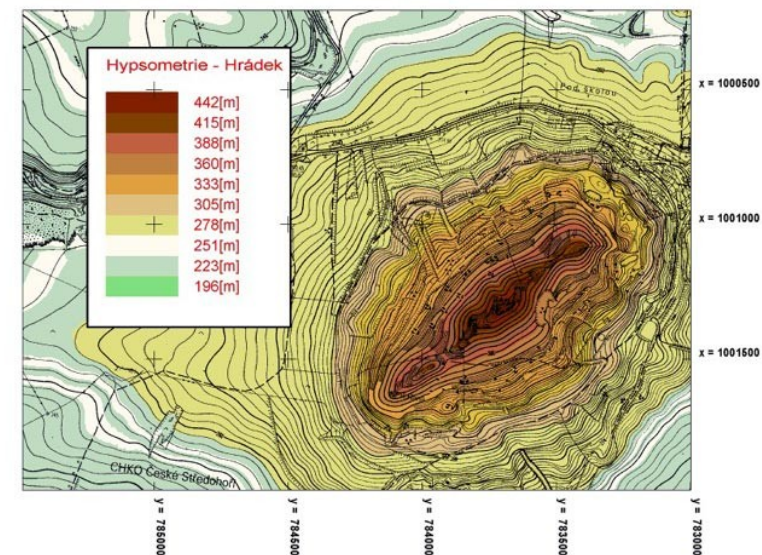 Hypsometrie - Hrádek
442[m]
415[m]
388[m]
360[m]
333[m]
305[m]
278[m]
251[m]
223[m]
196[m]
Pod školou
x = 1000500
x = 1001000
x = 1001500
CHKO České Středohoří
y = 785000
y = 784500
y = 784000
y = 783500
y = 783000